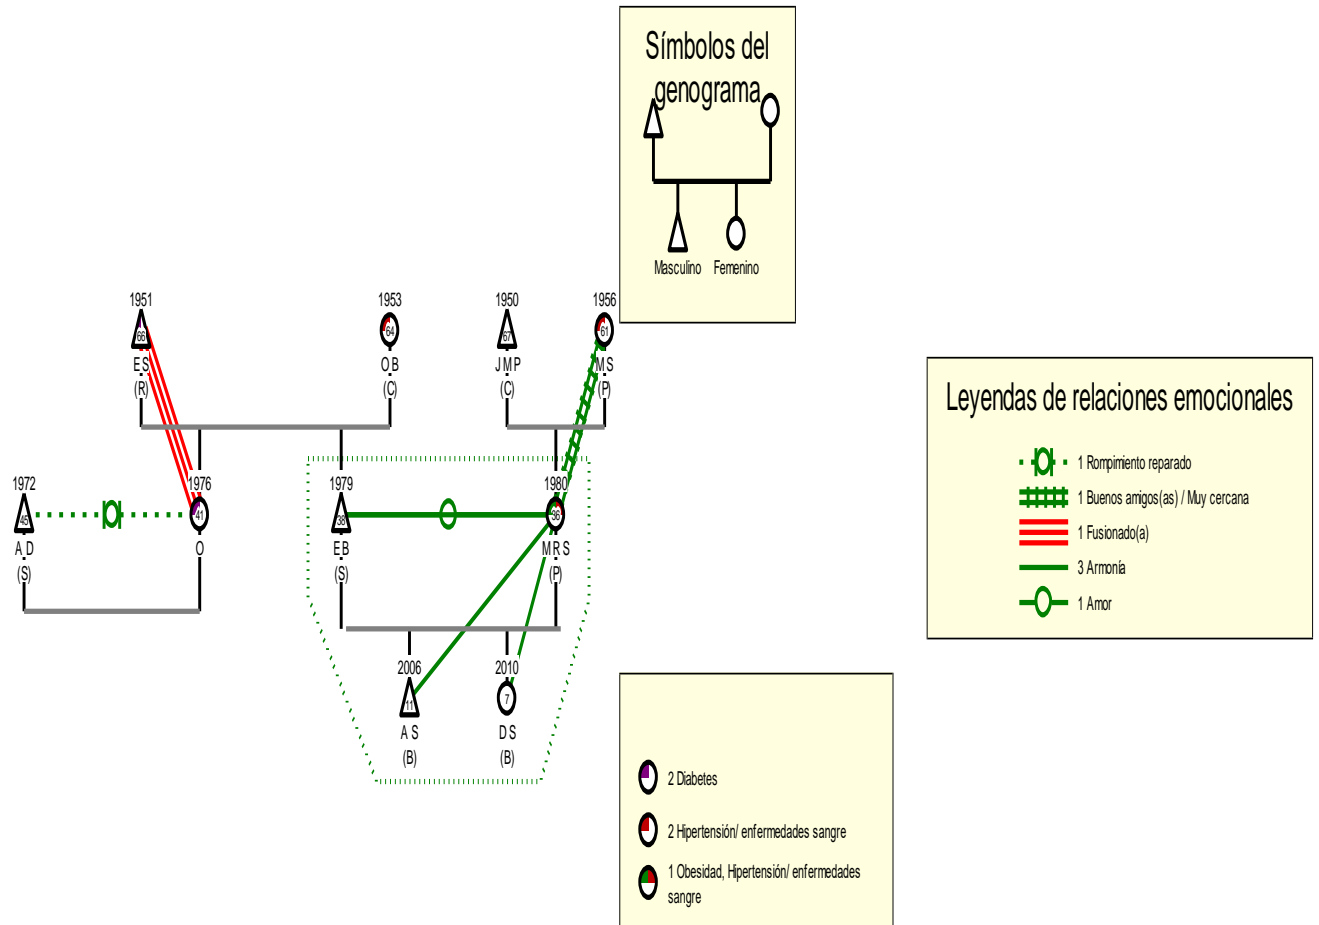 Símbolos del
genograma
Masculino Femenino
1951 1953 1950 1956
66 64 67 61
E S O B J M P M S
(R) (C) (C) (P)
Leyendas de relaciones emocionales
1 Rompimiento reparado
1 Buenos amigos(as) / Muy cercana
1 Fusionado(a)
3 Armonía
1 Amor
1972 1976 1979 1980
45 41 38 36
A D O E B M R S
(S) (S) (P)
2006 2010
11 7
A S D S
(B) (B)
2 Diabetes
2 Hipertensión/ enfermedades sangre
1 Obesidad, Hipertensión/ enfermedades
sangre